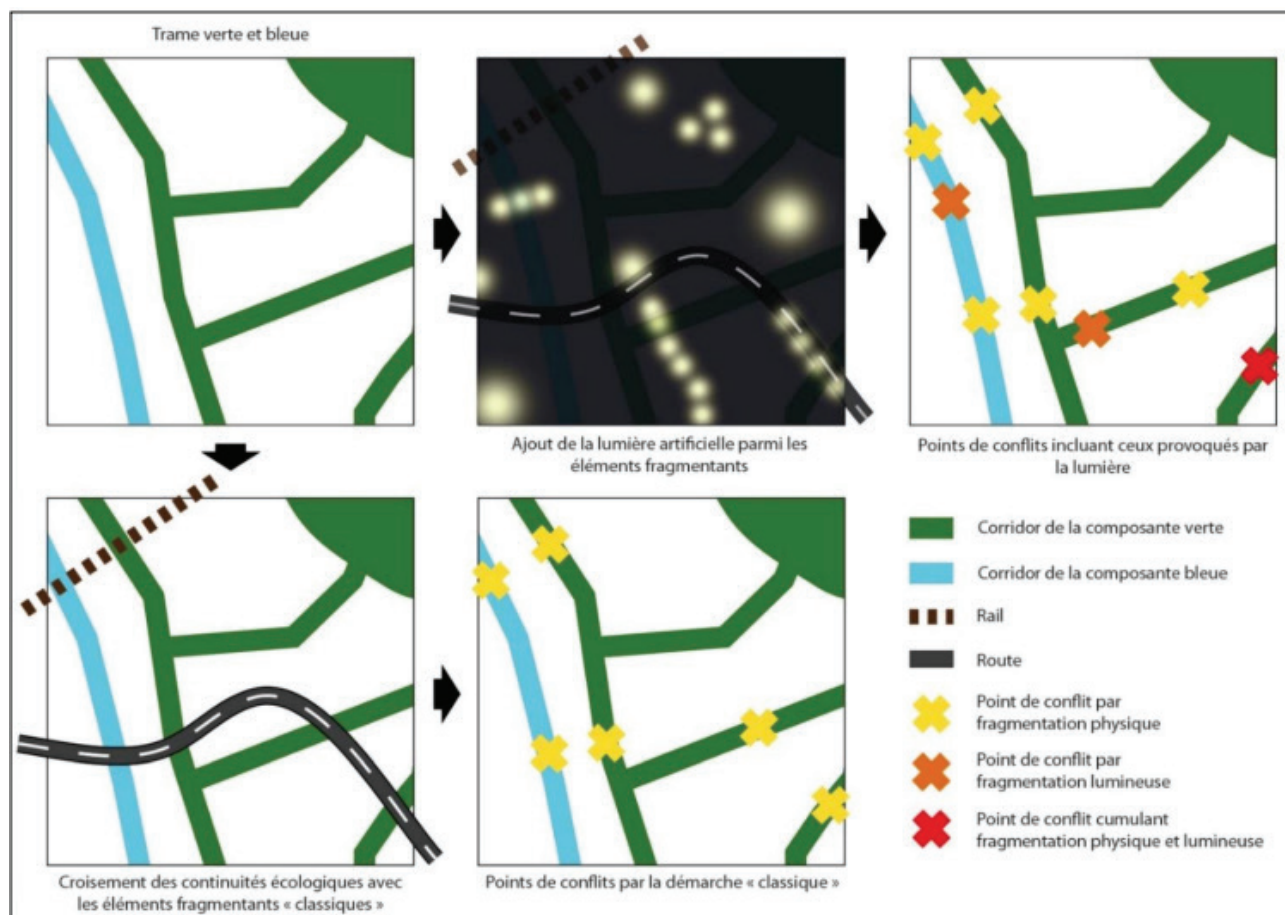 Trame verte et bleue
Ajout de la lumière artificielle parmi les
éléments fragmentants
Points de conflits incluant ceux provoqués par
la lumière
Corridor de la composante verte
Corridor de la composante bleue
Rail
Route
Point de conflit par
fragmentation physique
Point de conflit par
fragmentation lumineuse
Point de conflit cumulant
fragmentation physique et lumineuse
Croisement des continuités écologiques avec
les éléments fragmentants « classiques »
Points de conflits par la démarche « classique »